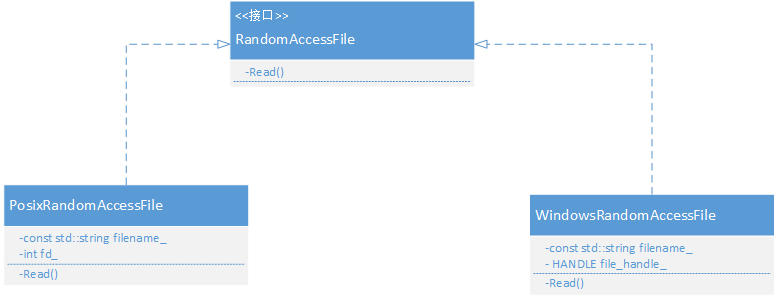 <<接口>>
RandomAccessFile
-Read()
PosixRandomAccessFile
-const std::string filename_
-int fd_
-Read()
WindowsRandomAccessFile
-const std::string filename_
- HANDLE file_handle_
-Read()